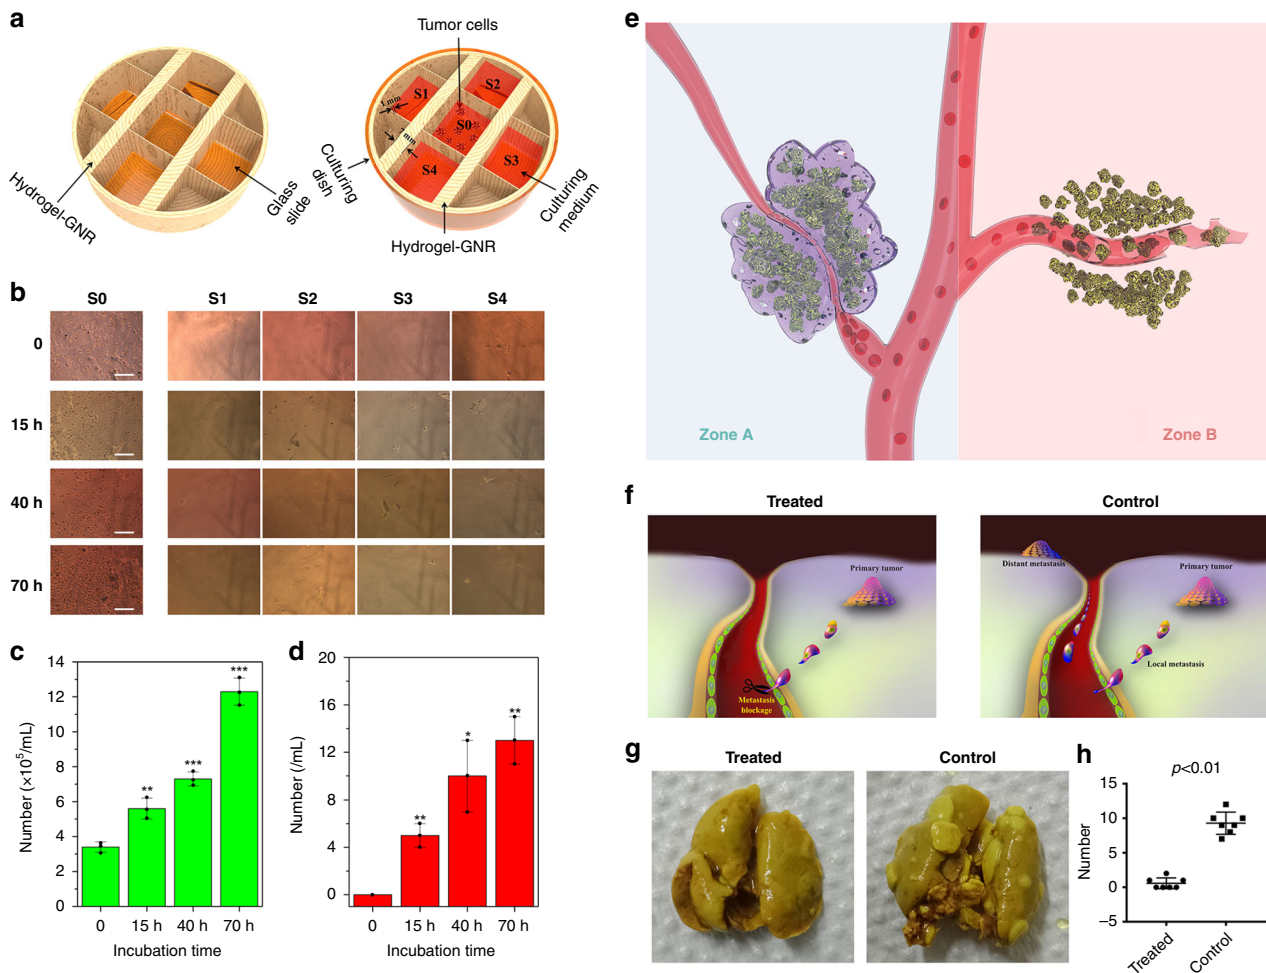 a
Tumor cells
S1
S2
S0
S3
S4
1 mm
2 mm
Hydrogel-GNR
Glass
slide
Culturing
dish
Culturing
medium
Hydrogel-GNR
b
S0
S1
S2
S3
S4
0
15 h
40 h
70 h
c
Number (×10⁵/mL)
14
12
10
8
6
4
2
0
**
***
***
0
15 h
40 h
70 h
Incubation time
d
Number (/mL)
20
16
12
8
4
0
**
*
**
0
15 h
40 h
70 h
Incubation time
e
Zone A
Zone B
f
Treated
Primary tumor
Metastasis
blockage
Control
Distant metastasis
Primary tumor
Local metastasis
g
Treated
Control
h
p<0.01
Number
15
10
5
0
–5
Treated
Control